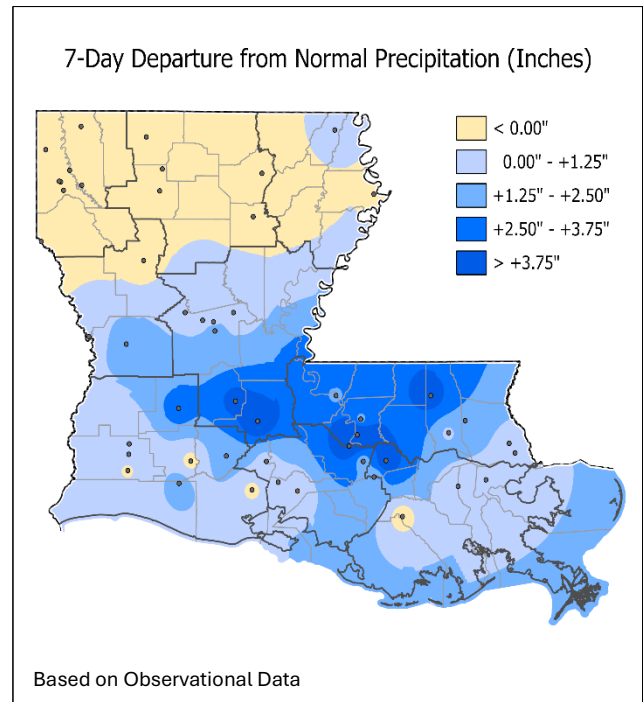 7-Day Departure from Normal Precipitation (Inches)
< 0.00"
0.00" - +1.25"
+1.25" - +2.50"
+2.50" - +3.75"
> +3.75"
Based on Observational Data